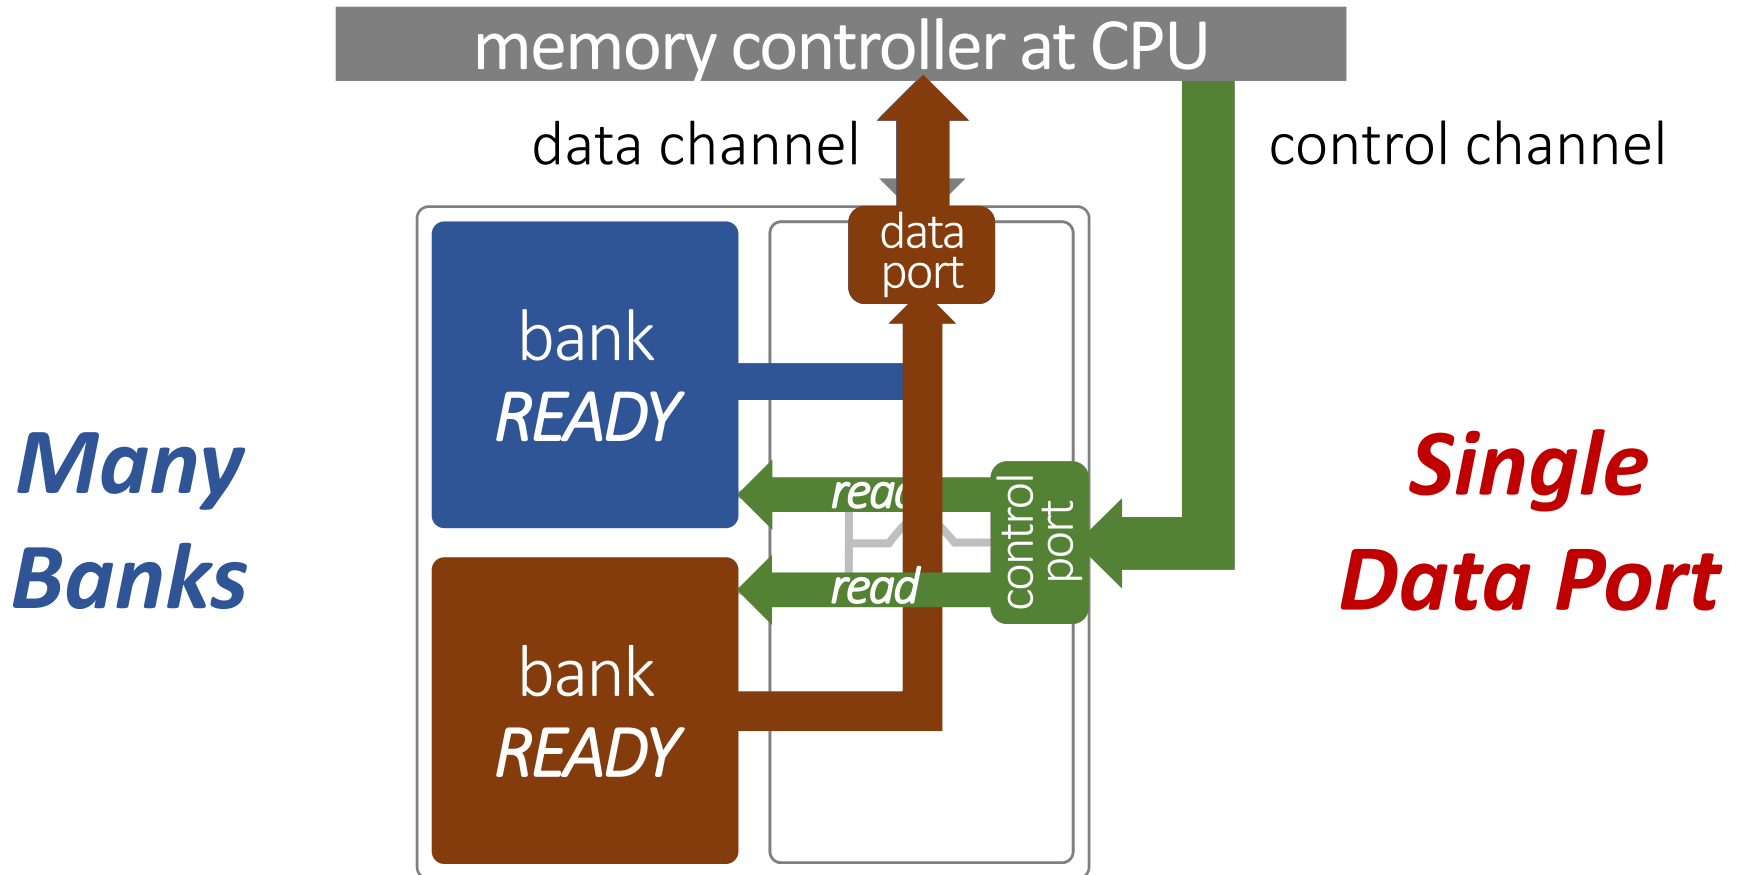 memory controller at CPU
data channel
control channel
data
port
bank
READY
Many
Banks
read
control
port
read
bank
READY
Single
Data Port